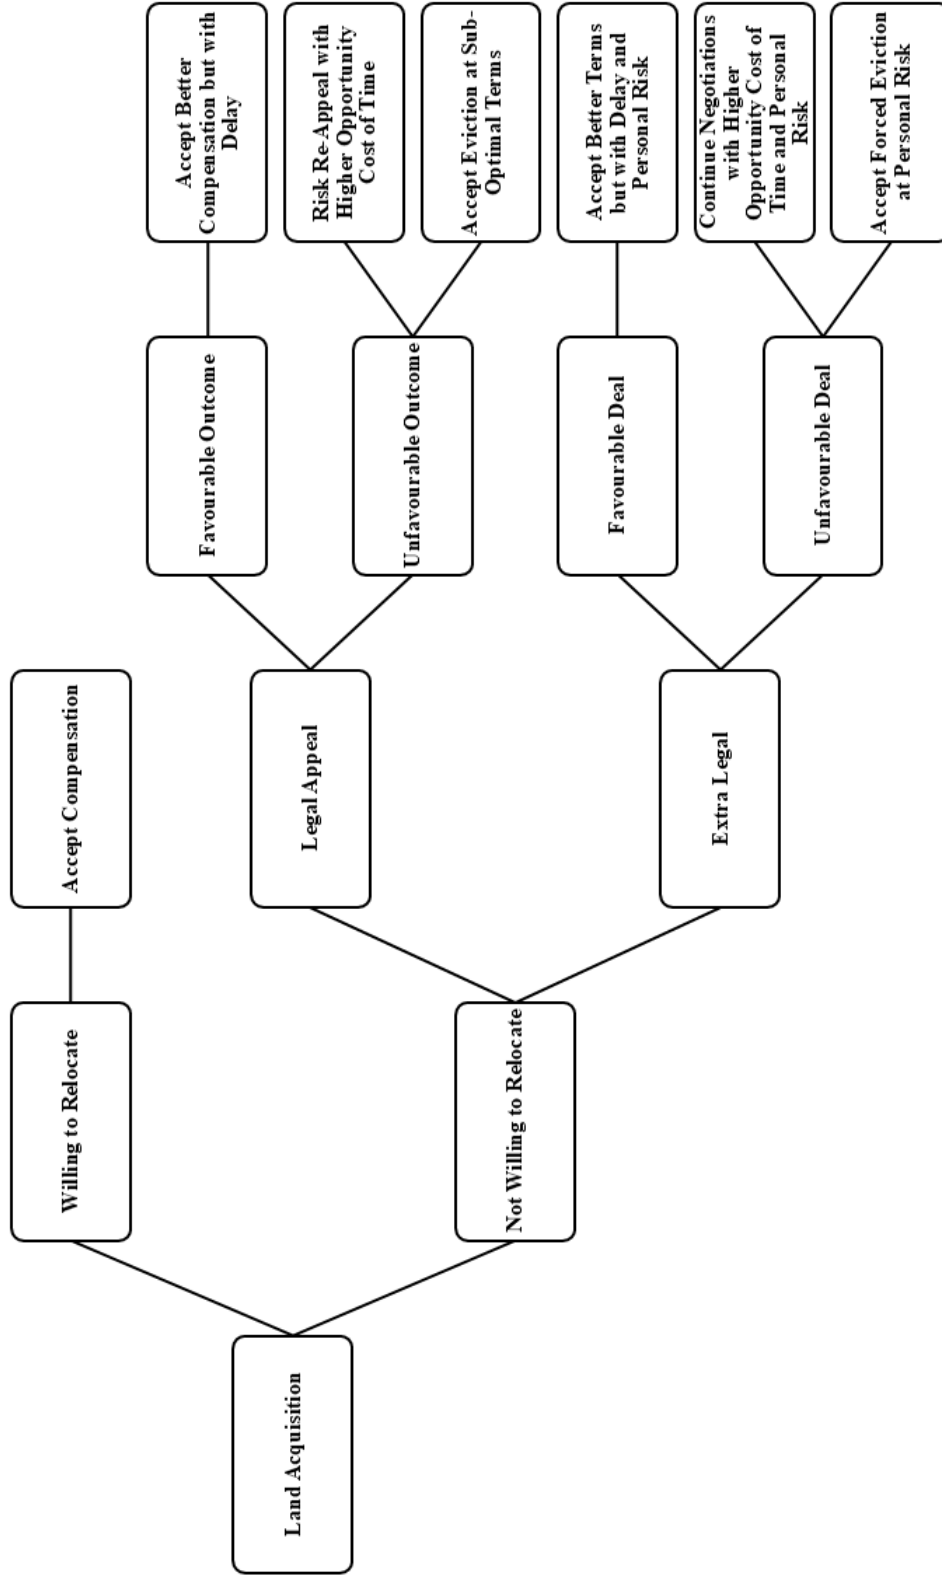 Land Acquisition
Willing to Relocate
Not Willing to Relocate
Accept Compensation
Legal Appeal
Extra Legal
Favourable Outcome
Unfavourable Outcome
Favourable Deal
Unfavourable Deal
Accept Better
Compensation but with
Delay
Risk Re-Appeal with
Higher Opportunity
Cost of Time
Accept Eviction at Sub-
Optimal Terms
Accept Better Terms
but with Delay and
Personal Risk
Continue Negotiations
with Higher
Opportunity Cost of
Time and Personal
Risk
Accept Forced Eviction
at Personal Risk